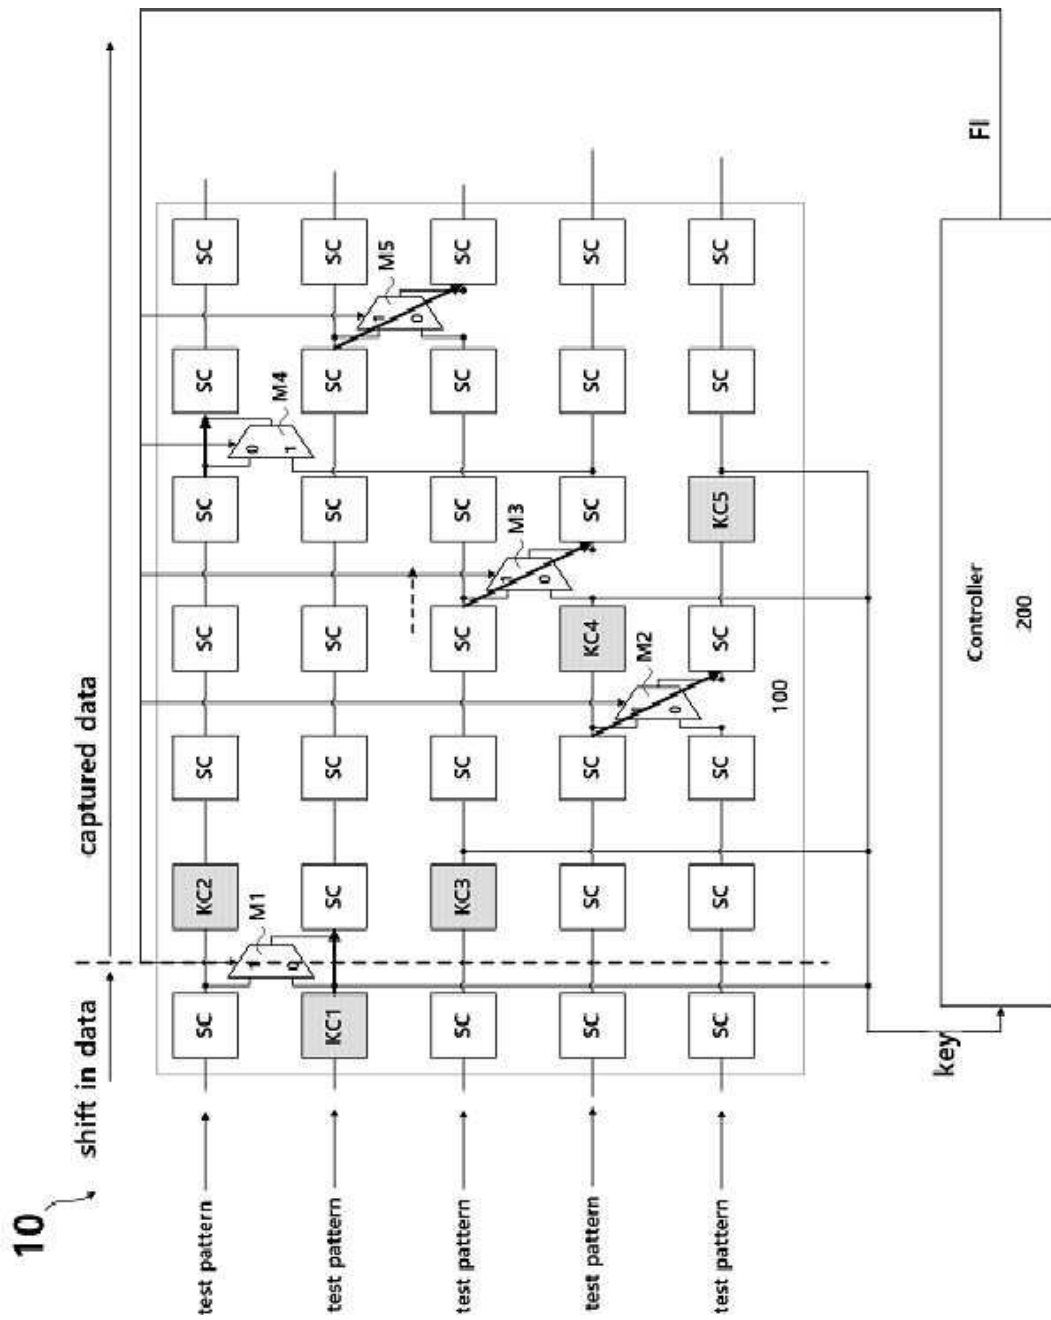 10
shift in data captured data
test pattern SC KC2 SC SC SC SC SC
1 M1 0 M4
0 1
test pattern KC1 SC SC SC SC SC SC
1 M5
0
test pattern SC KC3 SC SC SC SC SC
1 M3
0
test pattern SC SC SC KC4 SC SC SC
1 M2
0
test pattern SC SC SC SC KC5 SC SC
100
key
Controller FI
200